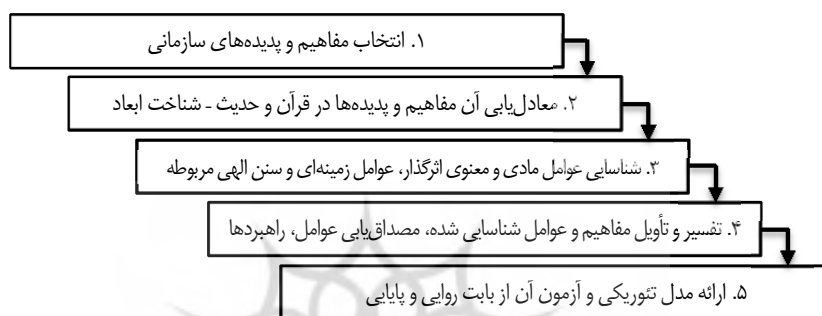 ۱. انتخاب مفاهیم و پدیده‌های سازمانی
۲. معادل‌یابی آن مفاهیم و پدیده‌ها در قرآن و حدیث - شناخت ابعاد
۳. شناسایی عوامل مادی و معنوی اثرگذار، عوامل زمینه‌ای و سنن الهی مربوطه
۴. تفسیر و تأویل مفاهیم و عوامل شناسایی شده، مصداق‌یابی عوامل، راهبردها
۵. ارائه مدل تئوریکی و آزمون آن از بابت روایی و پایایی